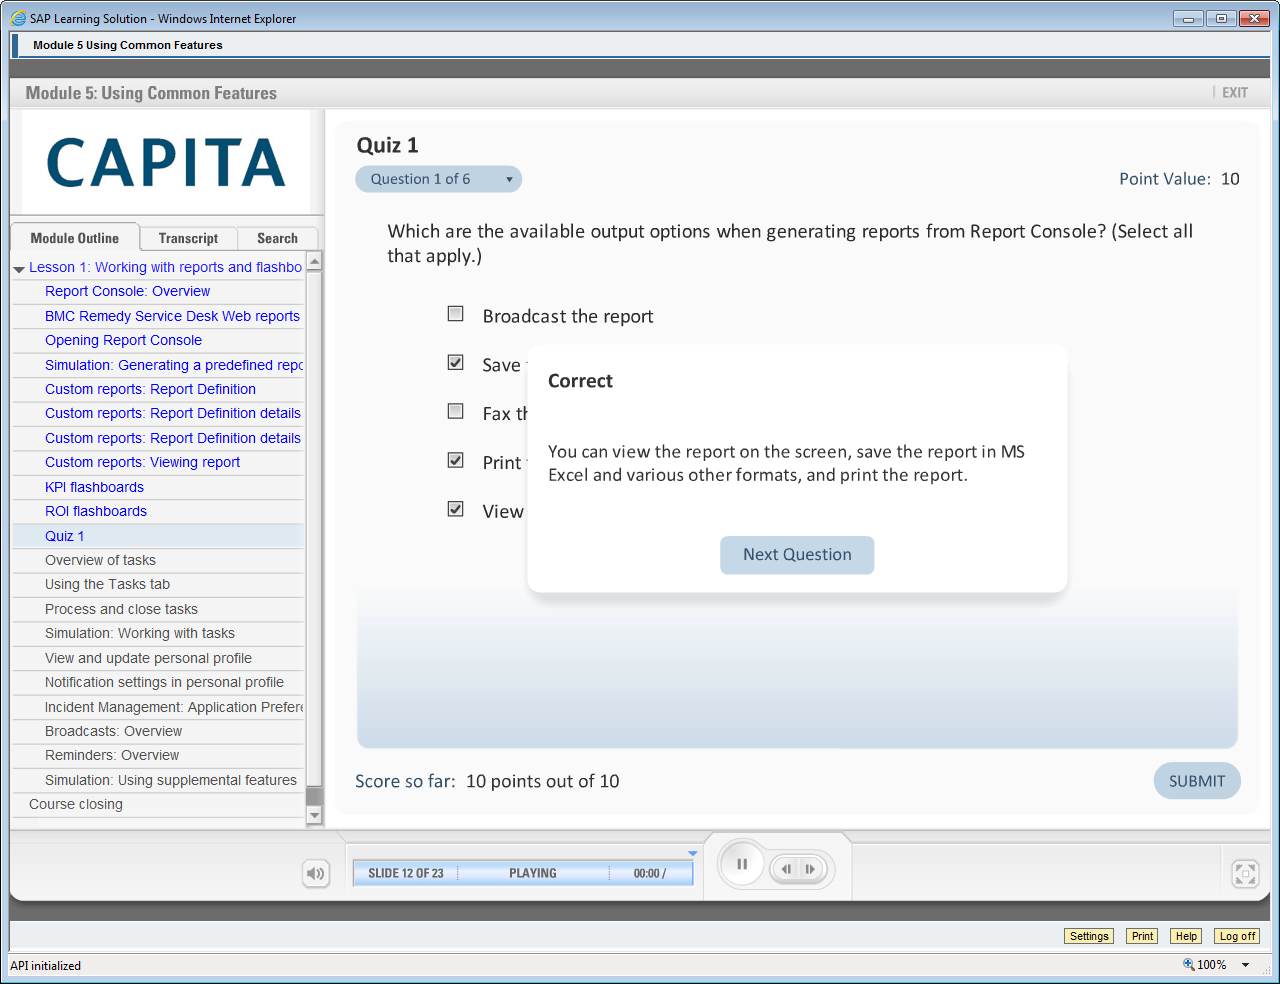 SAP Learning Solution - Windows Internet Explorer
Module 5 Using Common Features
Module 5: Using Common Features
EXIT
CAPITA
Module Outline
Transcript
Search
Lesson 1: Working with reports and flashbo
Report Console: Overview
BMC Remedy Service Desk Web reports
Opening Report Console
Simulation: Generating a predefined repo
Custom reports: Report Definition
Custom reports: Report Definition details
Custom reports: Report Definition details
Custom reports: Viewing report
KPI flashboards
ROI flashboards
Quiz 1
Overview of tasks
Using the Tasks tab
Process and close tasks
Simulation: Working with tasks
View and update personal profile
Notification settings in personal profile
Incident Management: Application Prefere
Broadcasts: Overview
Reminders: Overview
Simulation: Using supplemental features
Course closing
Quiz 1
Question 1 of 6
Point Value: 10
Which are the available output options when generating reports from Report Console? (Select all
that apply.)
Broadcast the report
Save
Fax th
Print
View
Correct
You can view the report on the screen, save the report in MS
Excel and various other formats, and print the report.
Next Question
Score so far: 10 points out of 10
SUBMIT
SLIDE 12 OF 23
PLAYING
00:00 /
Settings
Print
Help
Log off
API initialized
100%